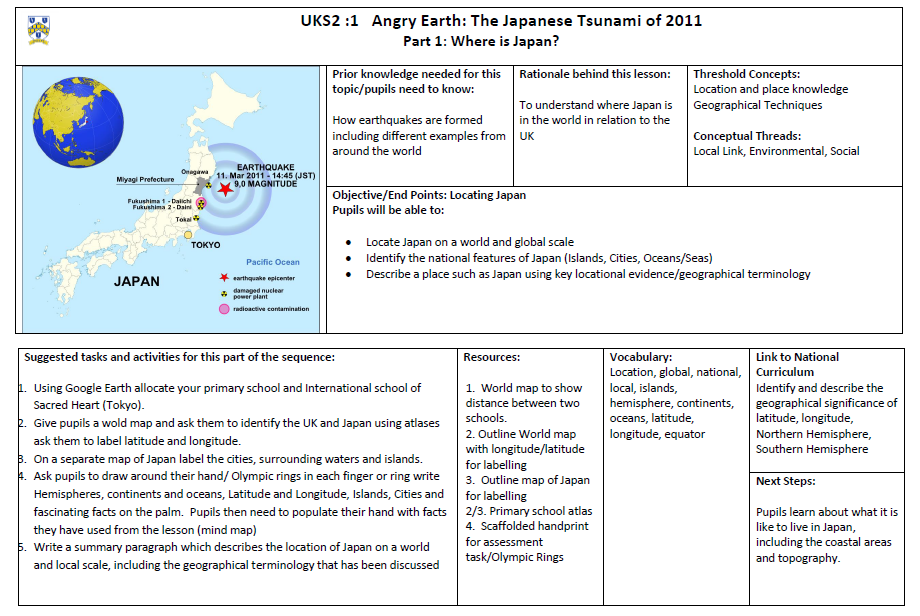 UKS2 :1 Angry Earth: The Japanese Tsunami of 2011
Part 1: Where is Japan?
EARTHQUAKE
11. Mar 2011 - 14:45 (JST)
9,0 MAGNITUDE
Onagawa
Miyagi Prefecture
Fukushima 1 - Daiichi
Fukushima 2 - Daini
Tokai
TOKYO
Pacific Ocean
JAPAN
earthquake epicenter
damaged nuclear
power plant
radioactive contamination
Prior knowledge needed for this
topic/pupils need to know:
How earthquakes are formed
including different examples from
around the world
Rationale behind this lesson:
To understand where Japan is
in the world in relation to the
UK
Threshold Concepts:
Location and place knowledge
Geographical Techniques
Conceptual Threads:
Local Link, Environmental, Social
Objective/End Points: Locating Japan
Pupils will be able to:
• Locate Japan on a world and global scale
• Identify the national features of Japan (Islands, Cities, Oceans/Seas)
• Describe a place such as Japan using key locational evidence/geographical terminology
Suggested tasks and activities for this part of the sequence:
1. Using Google Earth allocate your primary school and International school of
Sacred Heart (Tokyo).
2. Give pupils a wold map and ask them to identify the UK and Japan using atlases
ask them to label latitude and longitude.
3. On a separate map of Japan label the cities, surrounding waters and islands.
4. Ask pupils to draw around their hand/ Olympic rings in each finger or ring write
Hemispheres, continents and oceans, Latitude and Longitude, Islands, Cities and
fascinating facts on the palm. Pupils then need to populate their hand with facts
they have used from the lesson (mind map)
5. Write a summary paragraph which describes the location of Japan on a world
and local scale, including the geographical terminology that has been discussed
Resources:
1. World map to show
distance between two
schools.
2. Outline World map
with longitude/latitude
for labelling
3. Outline map of Japan
for labelling
2/3. Primary school atlas
4. Scaffolded handprint
for assessment
task/Olympic Rings
Vocabulary:
Location, global, national,
local, islands,
hemisphere, continents,
oceans, latitude,
longitude, equator
Link to National
Curriculum
Identify and describe the
geographical significance of
latitude, longitude,
Northern Hemisphere,
Southern Hemisphere
Next Steps:
Pupils learn about what it is
like to live in Japan,
including the coastal areas
and topography.